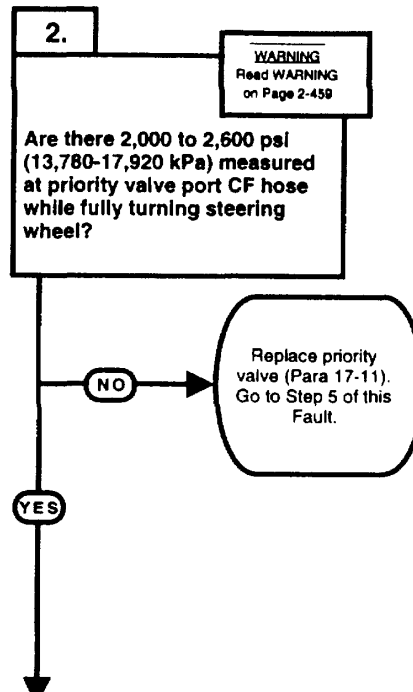 2.
WARNING
Read WARNING
on Page 2-459
Are there 2,000 to 2,600 psi
(13,780-17,920 kPa) measured
at priority valve port CF hose
while fully turning steering
wheel?
NO
Replace priority
valve (Para 17-11).
Go to Step 5 of this
Fault.
YES